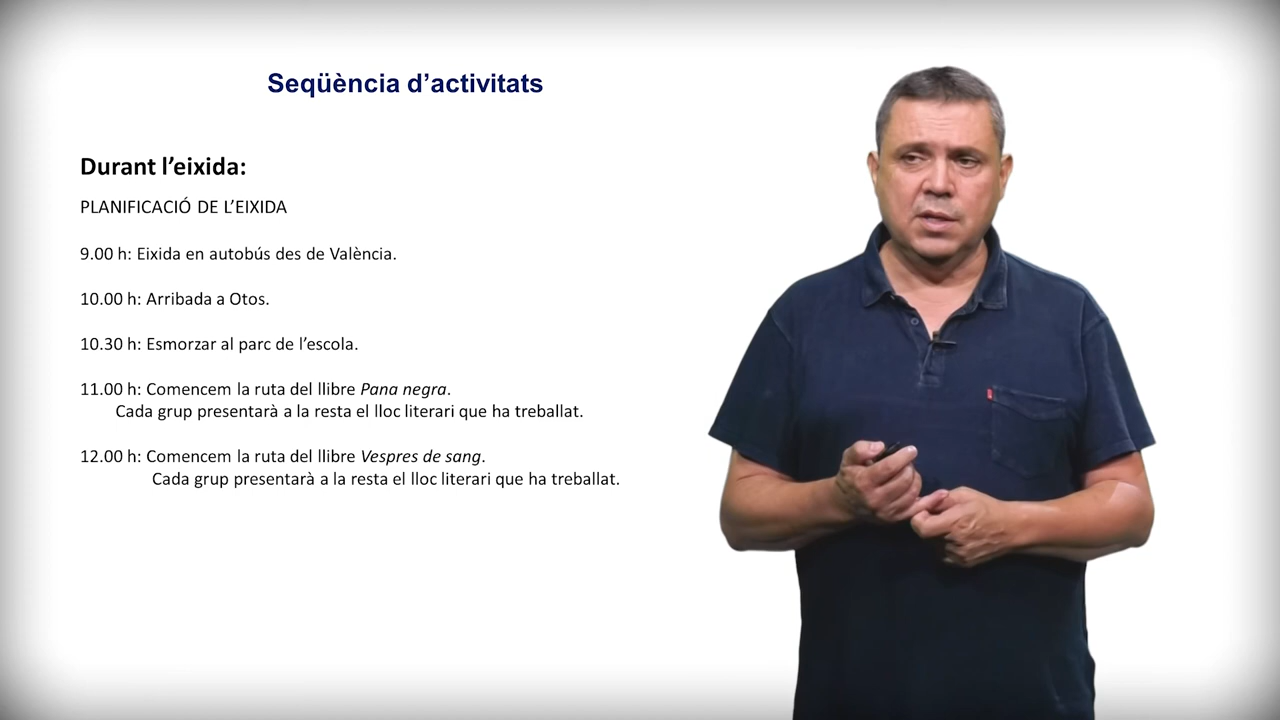 Seqüència d’activitats
Durant l’eixida:
PLANIFICACIÓ DE L’EIXIDA
9.00 h: Eixida en autobús des de València.
10.00 h: Arribada a Otos.
10.30 h: Esmorzar al parc de l’escola.
11.00 h: Comencem la ruta del llibre Pana negra.
Cada grup presentarà a la resta el lloc literari que ha treballat.
12.00 h: Comencem la ruta del llibre Vespres de sang.
Cada grup presentarà a la resta el lloc literari que ha treballat.